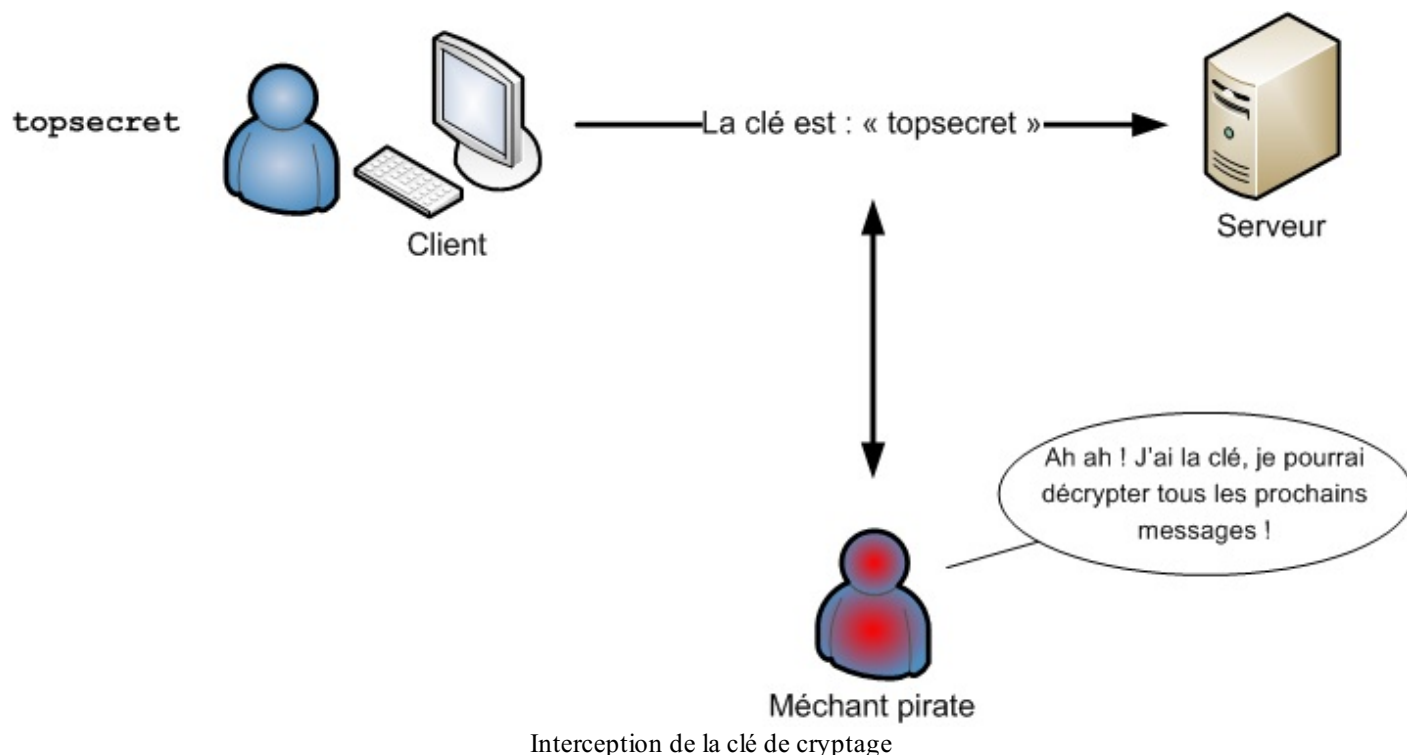 topsecret
La clé est : « topsecret »
Client
Serveur
Ah ah ! J'ai la clé, je pourrai
décrypter tous les prochains
messages !
Méchant pirate
Interception de la clé de cryptage